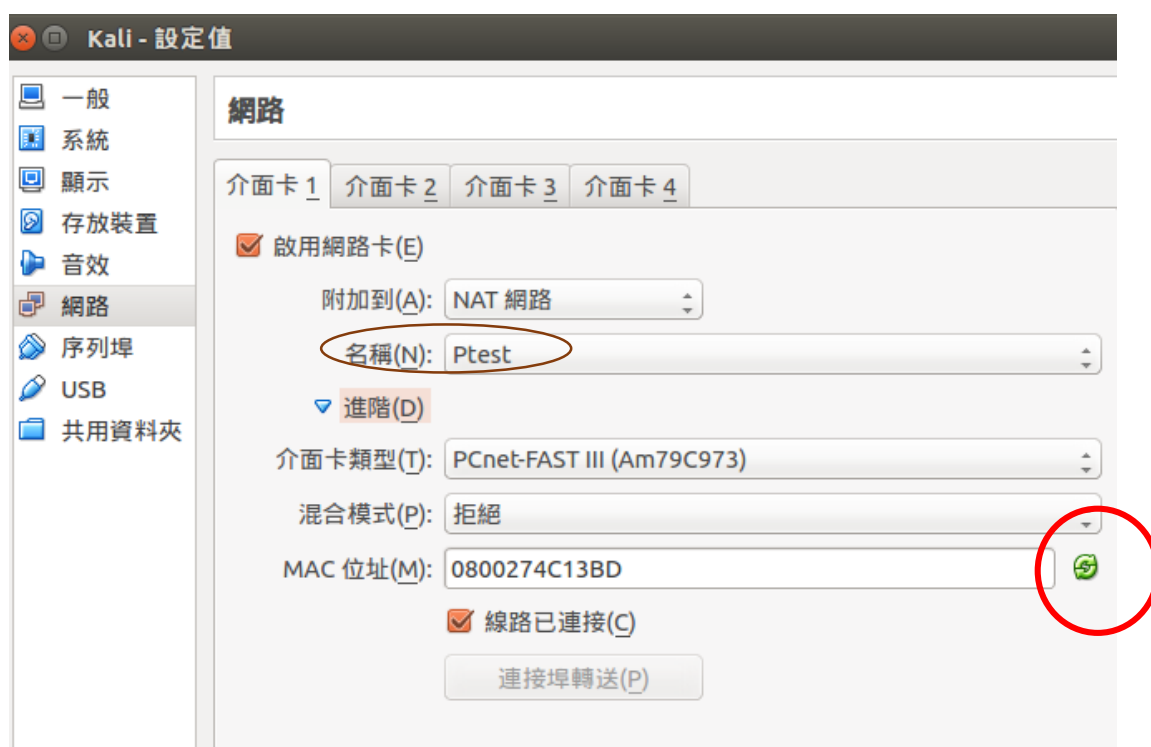 Kali - 設定值
一般
系統
顯示
存放裝置
音效
網路
序列埠
USB
共用資料夾
網路
介面卡 1 介面卡 2 介面卡 3 介面卡 4
啟用網路卡(E)
附加到(A): NAT 網路
名稱(N): Ptest
進階(D)
介面卡類型(T): PCnet-FAST III (Am79C973)
混合模式(P): 拒絕
MAC 位址(M): 0800274C13BD
線路已連接(C)
連接埠轉送(P)